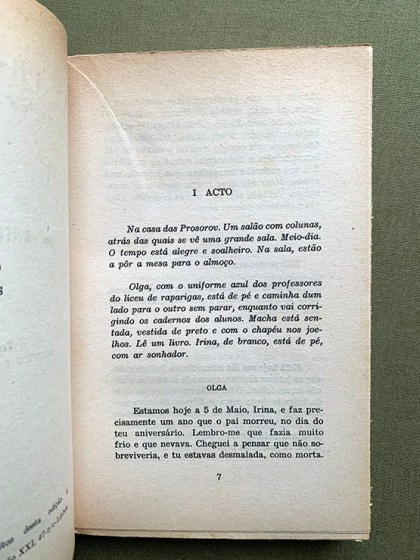 I ACTO
Na casa das Prosorov. Um salão com colunas,
atrás das quais se vê uma grande sala. Meio-dia.
O tempo está alegre e soalheiro. Na sala, estão
a pôr a mesa para o almoço.
Olga, com o uniforme azul dos professores
do liceu de raparigas, está de pé e caminha dum
lado para o outro sem parar, enquanto vai corri-
gindo os cadernos dos alunos. Macha está sen-
tada, vestida de preto e com o chapéu nos joe-
lhos. Lê um livro. Irina, de branco, está de pé,
com ar sonhador.
OLGA
Estamos hoje a 5 de Maio, Irina, e faz pre-
cisamente um ano que o pai morreu, no dia do
teu aniversário. Lembro-me que fazia muito
frio e que nevava. Cheguei a pensar que não so-
breviveria, e tu estavas desmaiada, como morta.
7
desta edição